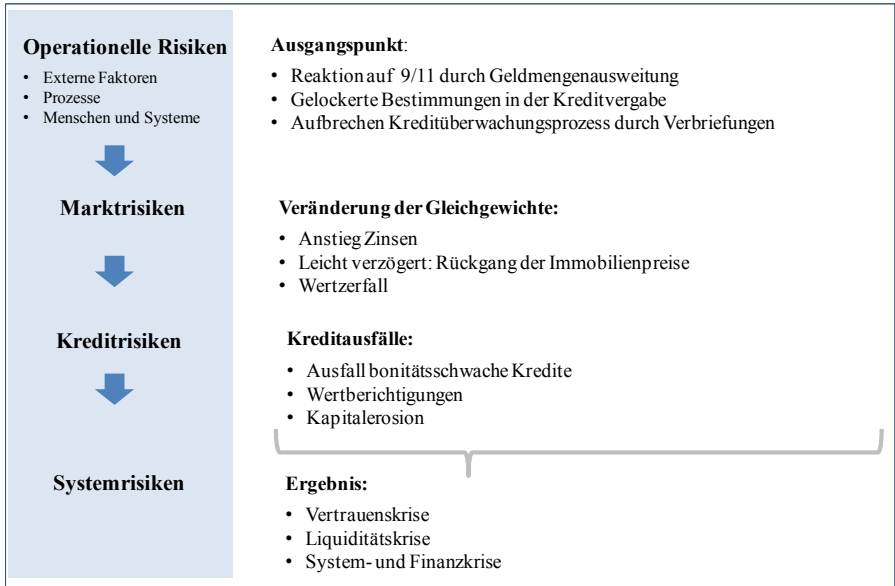 Operationelle Risiken
• Externe Faktoren
• Prozesse
• Menschen und Systeme
Ausgangspunkt:
• Reaktion auf 9/11 durch Geldmengenausweitung
• Gelockerte Bestimmungen in der Kreditvergabe
• Aufbrechen Kreditüberwachungsprozess durch Verbriefungen
Marktrisiken
Veränderung der Gleichgewichte:
• Anstieg Zinsen
• Leicht verzögert: Rückgang der Immobilienpreise
• Wertzerfall
Kreditrisiken
Kreditausfälle:
• Ausfall bonitätsschwache Kredite
• Wertberichtigungen
• Kapitalerosion
Systemrisiken
Ergebnis:
• Vertrauenskrise
• Liquiditätskrise
• System- und Finanzkrise